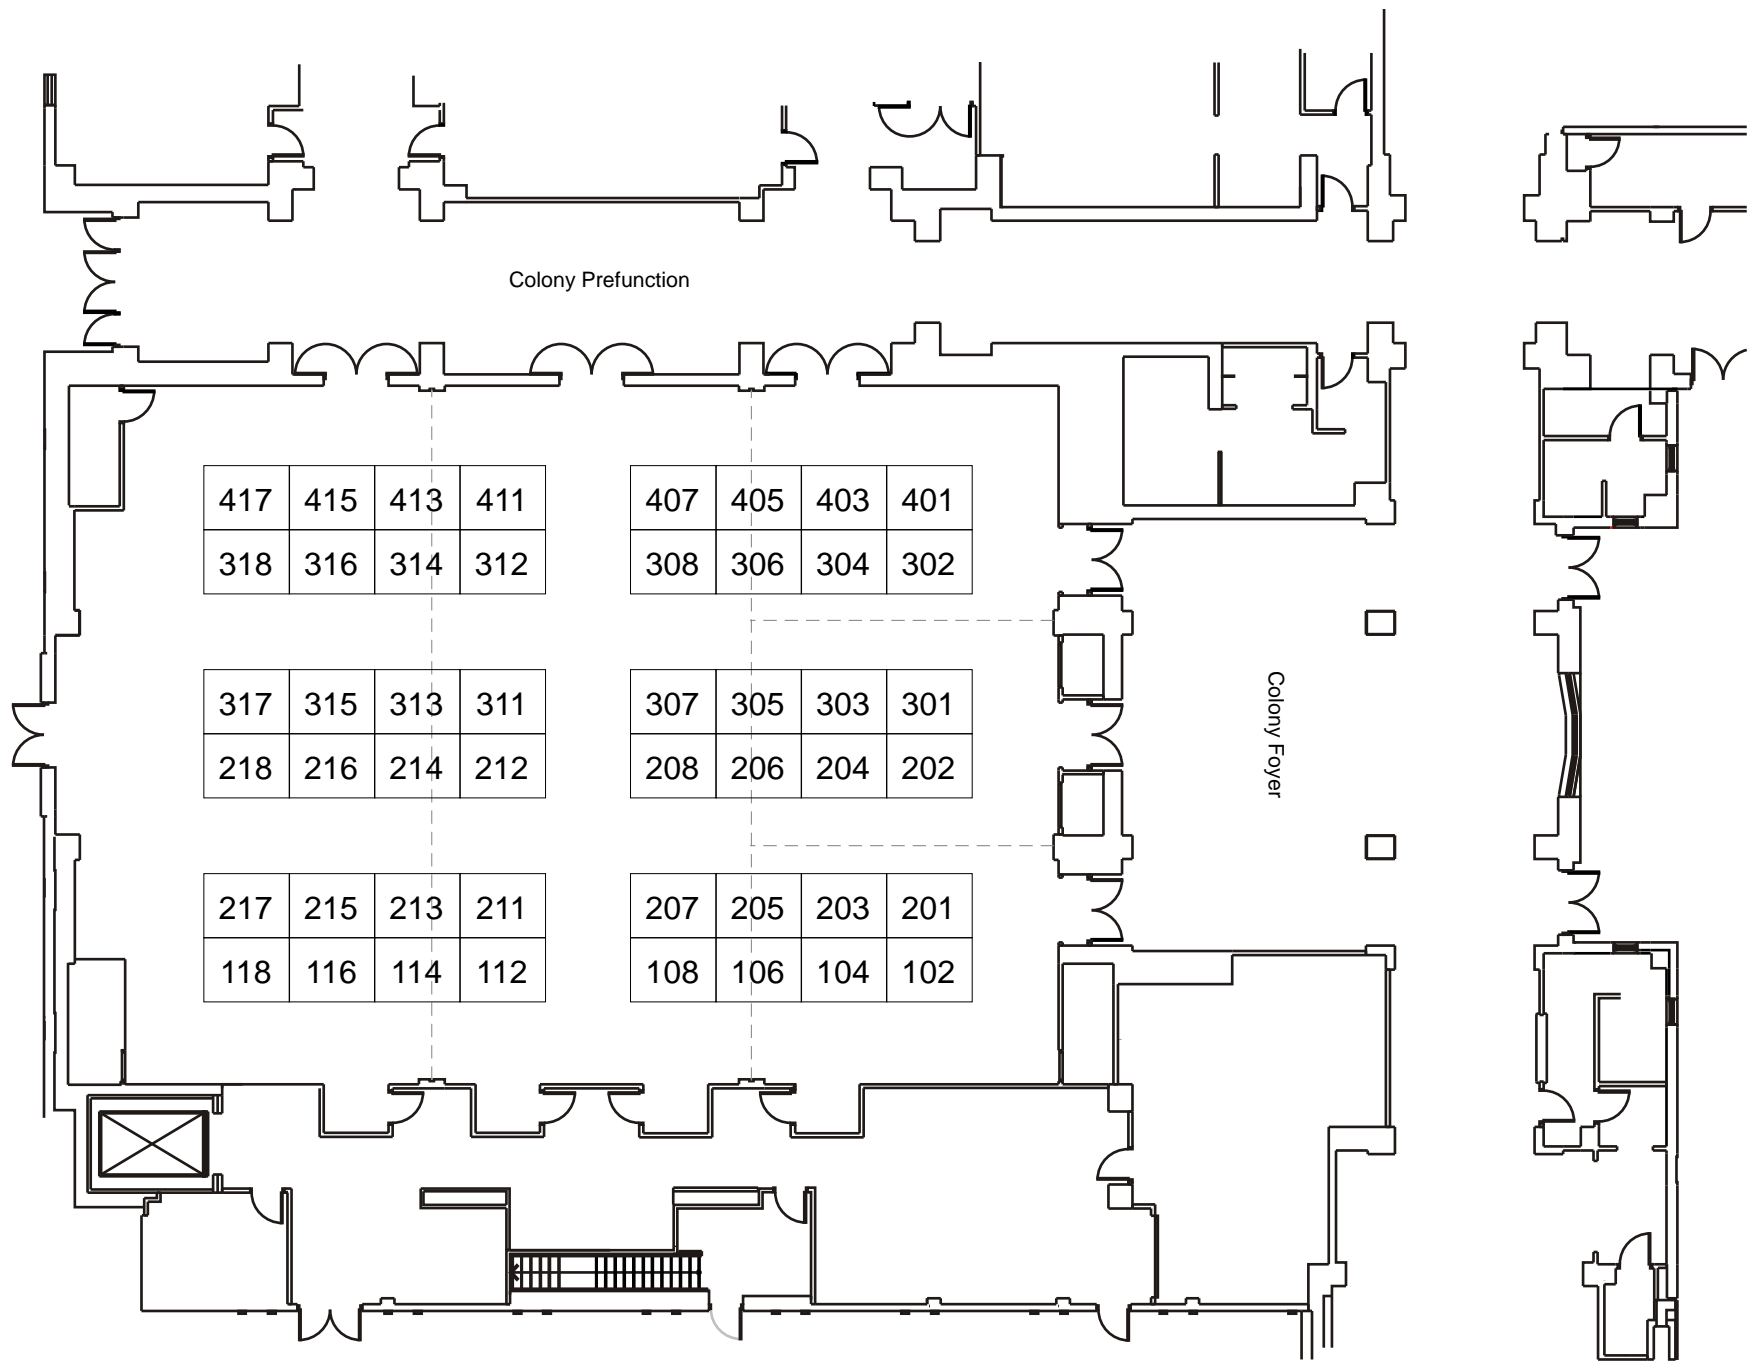 Colony Prefunction
417 415 413 411 407 405 403 401
318 316 314 312 308 306 304 302
317 315 313 311 307 305 303 301
218 216 214 212 208 206 204 202
217 215 213 211 207 205 203 201
118 116 114 112 108 106 104 102
Colony Foyer